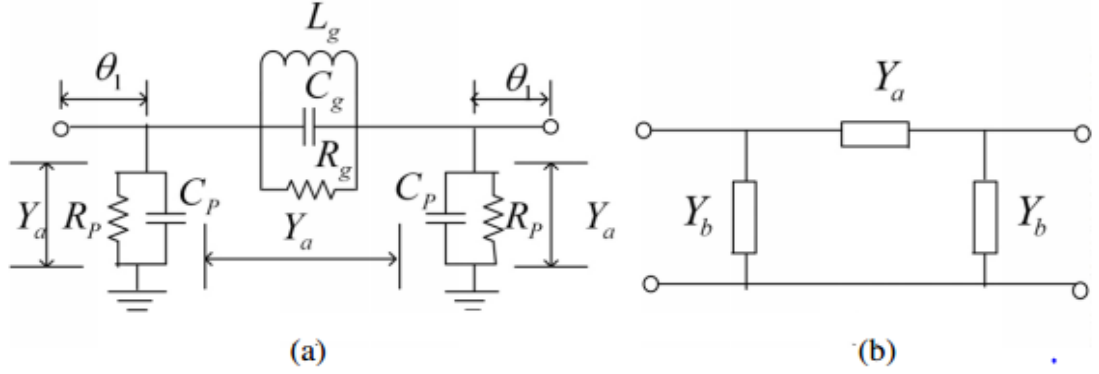 L_g
θ_1
C_g
θ_1
R_g
Y_a
R_P
C_P
Y_a
C_P
R_P
Y_a
(a)
Y_a
Y_b
Y_b
(b)